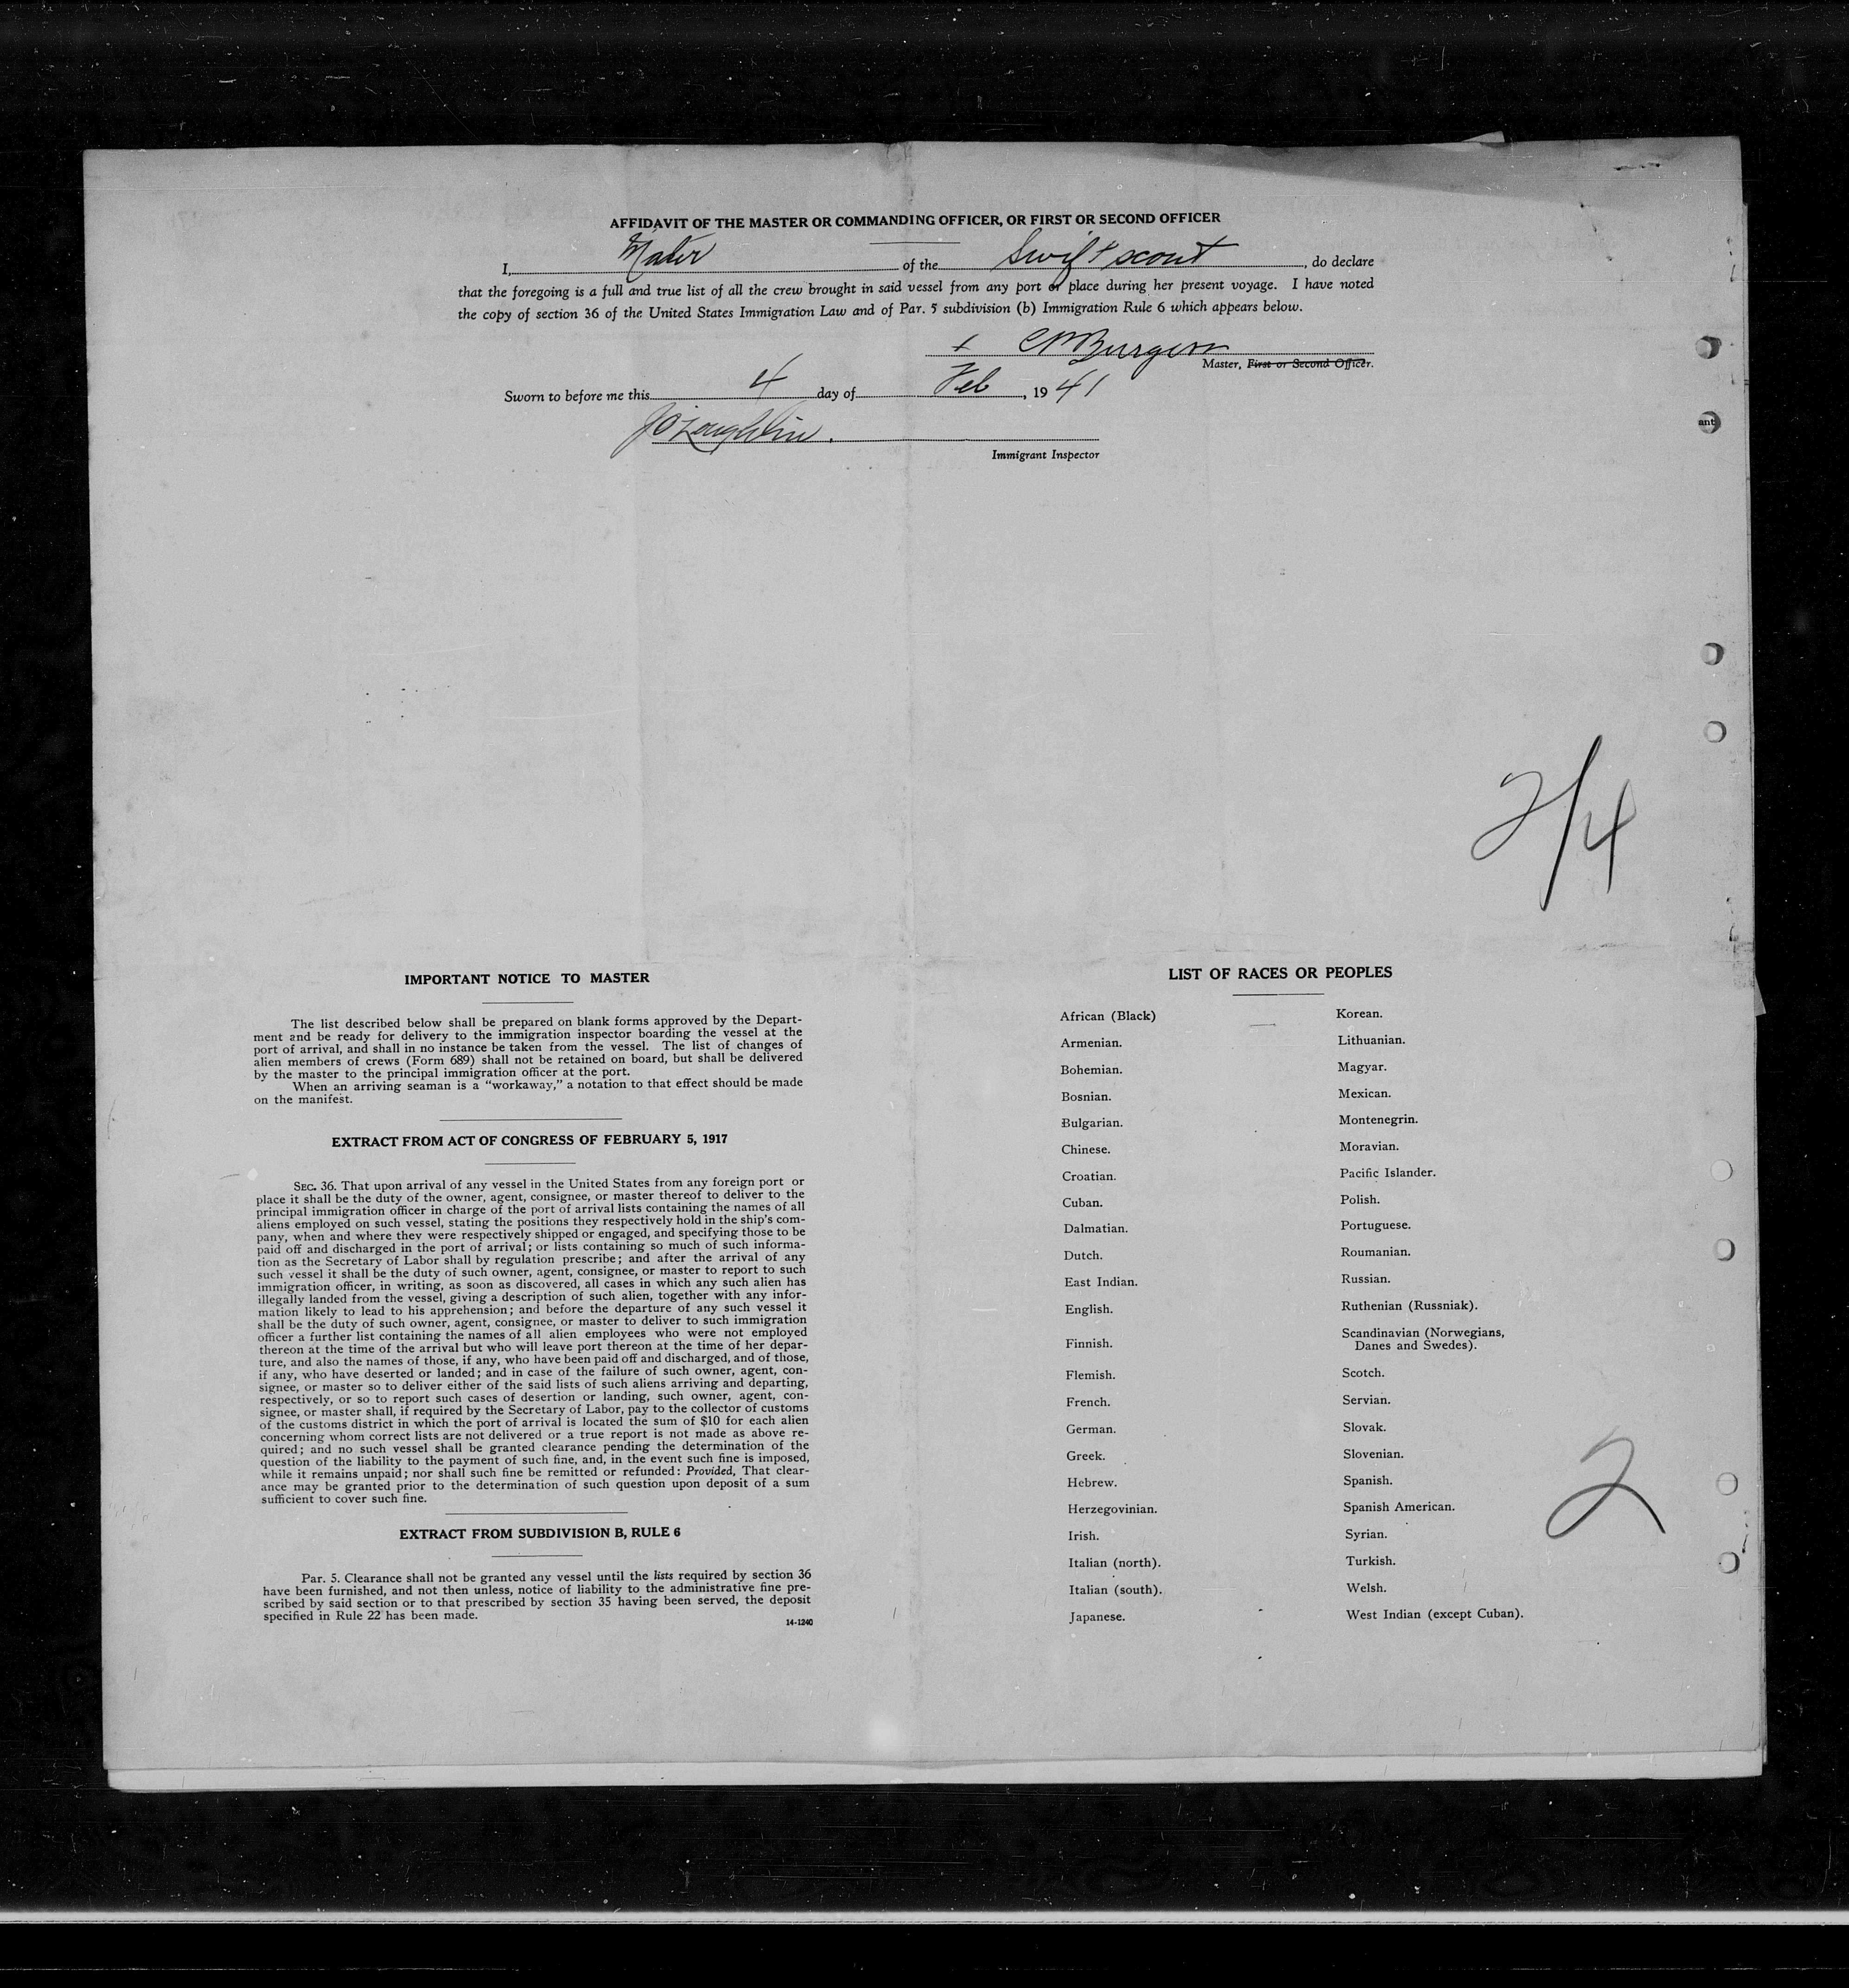 AFFIDAVIT OF THE MASTER OR COMMANDING OFFICER, OR FIRST OR SECOND OFFICER
I, Mater of the Swift scout, do declare
that the foregoing is a full and true list of all the crew brought in said vessel from any port or place during her present voyage. I have noted
the copy of section 36 of the United States Immigration Law and of Par. 5 subdivision (b) Immigration Rule 6 which appears below.
x Burgess
Master, First or Second Officer.
Sworn to before me this 4 day of Feb, 1941
Immigrant Inspector
ant
2/4
IMPORTANT NOTICE TO MASTER
The list described below shall be prepared on blank forms approved by the Depart-
ment and be ready for delivery to the immigration inspector boarding the vessel at the
port of arrival, and shall in no instance be taken from the vessel. The list of changes of
alien members of crews (Form 689) shall not be retained on board, but shall be delivered
by the master to the principal immigration officer at the port.
When an arriving seaman is a "workaway," a notation to that effect should be made
on the manifest.
EXTRACT FROM ACT OF CONGRESS OF FEBRUARY 5, 1917
SEC. 36. That upon arrival of any vessel in the United States from any foreign port or
place it shall be the duty of the owner, agent, consignee, or master thereof to deliver to the
principal immigration officer in charge of the port of arrival lists containing the names of all
aliens employed on such vessel, stating the positions they respectively hold in the ship's com-
pany, when and where they were respectively shipped or engaged, and specifying those to be
paid off and discharged in the port of arrival; or lists containing so much of such informa-
tion as the Secretary of Labor shall by regulation prescribe; and after the arrival of any
such vessel it shall be the duty of such owner, agent, consignee, or master to report to such
immigration officer, in writing, as soon as discovered, all cases in which any such alien has
illegally landed from the vessel, giving a description of such alien, together with any infor-
mation likely to lead to his apprehension; and before the departure of any such vessel it
shall be the duty of such owner, agent, consignee, or master to deliver to such immigration
officer a further list containing the names of all alien employees who were not employed
thereon at the time of the arrival but who will leave port thereon at the time of her depar-
ture, and also the names of those, if any, who have been paid off and discharged, and of those,
if any, who have deserted or landed; and in case of the failure of such owner, agent, con-
signee, or master so to deliver either of the said lists of such aliens arriving and departing,
respectively, or so to report such cases of desertion or landing, such owner, agent, con-
signee, or master shall, if required by the Secretary of Labor, pay to the collector of customs
of the customs district in which the port of arrival is located the sum of $10 for each alien
concerning whom correct lists are not delivered or a true report is not made as above re-
quired; and no such vessel shall be granted clearance pending the determination of the
question of the liability to the payment of such fine, and, in the event such fine is imposed,
while it remains unpaid; nor shall such fine be remitted or refunded: Provided, That clear-
ance may be granted prior to the determination of such question upon deposit of a sum
sufficient to cover such fine.
EXTRACT FROM SUBDIVISION B, RULE 6
Par. 5. Clearance shall not be granted any vessel until the lists required by section 36
have been furnished, and not then unless, notice of liability to the administrative fine pre-
scribed by said section or to that prescribed by section 35 having been served, the deposit
specified in Rule 22 has been made.
14-1240
LIST OF RACES OR PEOPLES
African (Black)
Armenian.
Bohemian.
Bosnian.
Bulgarian.
Chinese.
Croatian.
Cuban.
Dalmatian.
Dutch.
East Indian.
English.
Finnish.
Flemish.
French.
German.
Greek.
Hebrew.
Herzegovinian.
Irish.
Italian (north).
Italian (south).
Japanese.
Korean.
Lithuanian.
Magyar.
Mexican.
Montenegrin.
Moravian.
Pacific Islander.
Polish.
Portuguese.
Roumanian.
Russian.
Ruthenian (Russniak).
Scandinavian (Norwegians,
Danes and Swedes).
Scotch.
Servian.
Slovak.
Slovenian.
Spanish.
Spanish American.
Syrian.
Turkish.
Welsh.
West Indian (except Cuban).
2